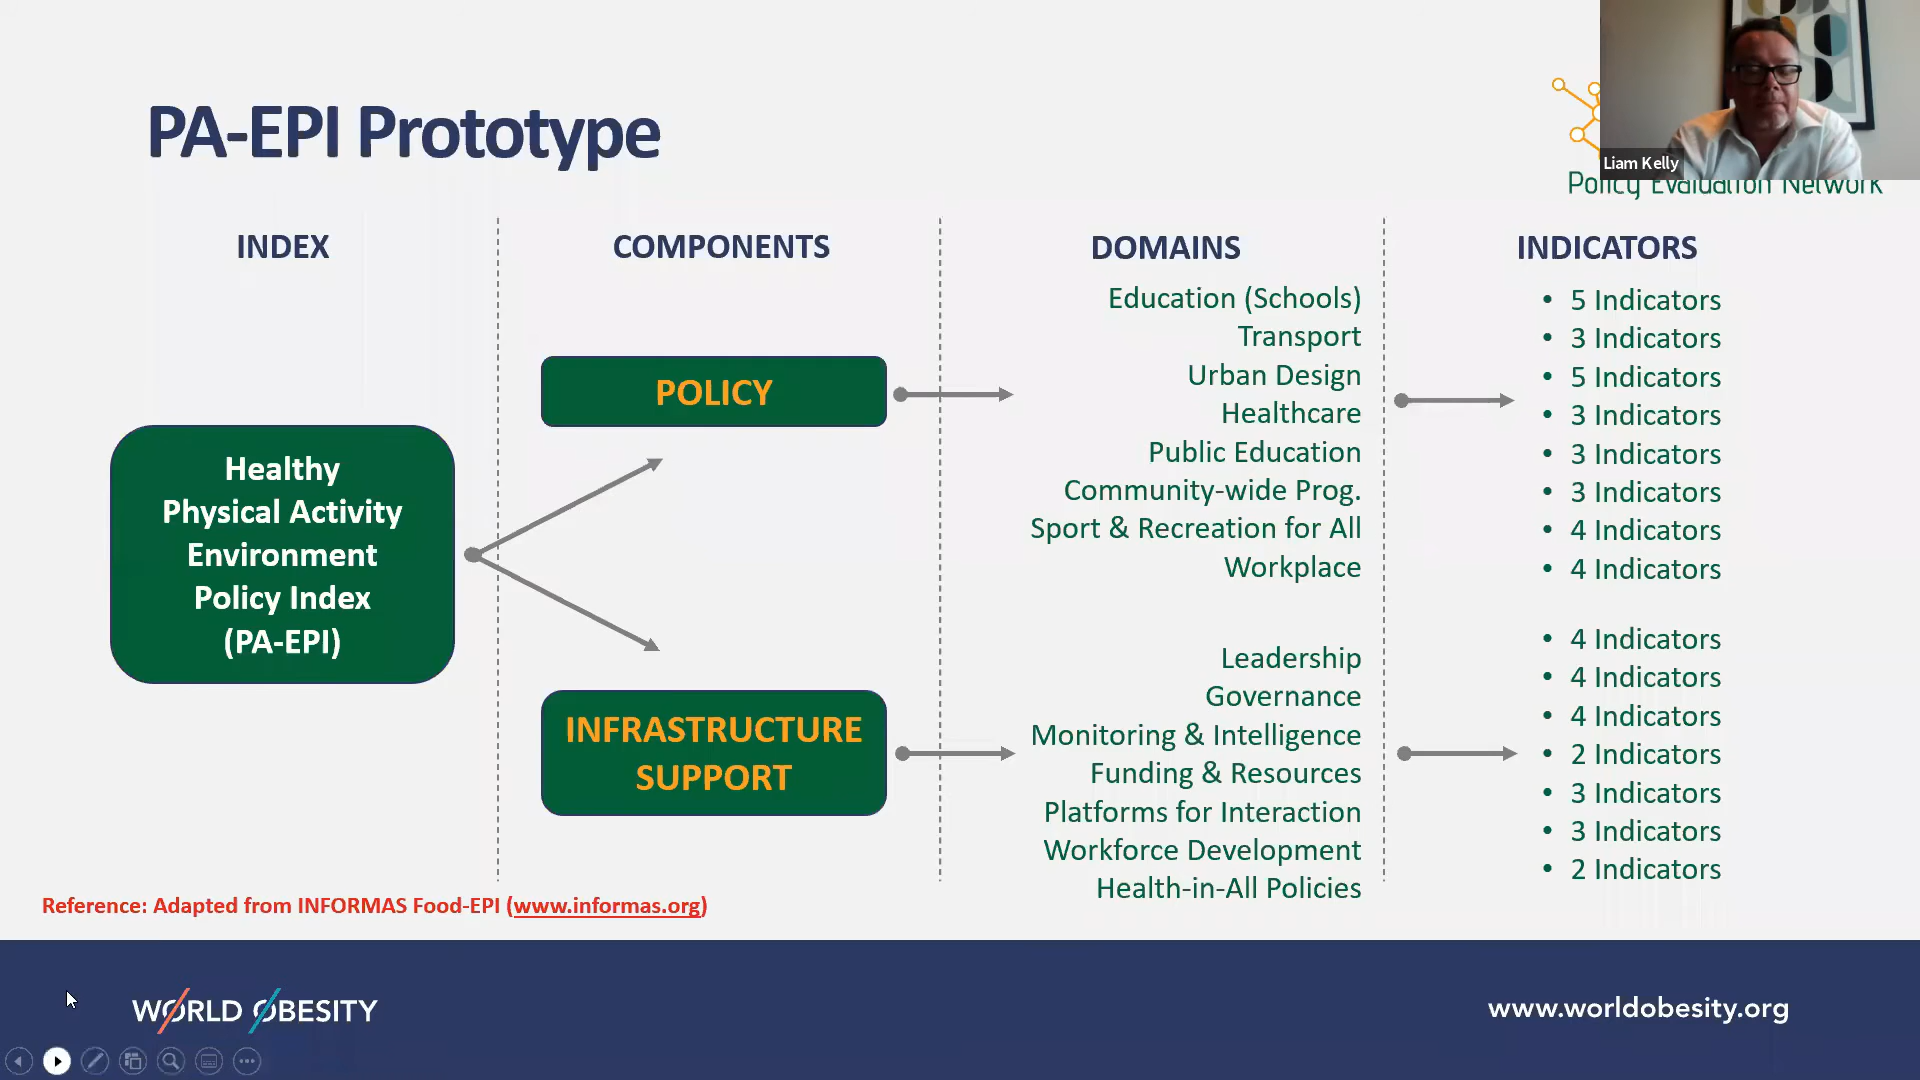 PA-EPI Prototype
Liam Kelly
Policy Evaluation Network
INDEX
COMPONENTS
DOMAINS
INDICATORS
Healthy
Physical Activity
Environment
Policy Index
(PA-EPI)
POLICY
INFRASTRUCTURE
SUPPORT
Education (Schools)
Transport
Urban Design
Healthcare
Public Education
Community-wide Prog.
Sport & Recreation for All
Workplace
Leadership
Governance
Monitoring & Intelligence
Funding & Resources
Platforms for Interaction
Workforce Development
Health-in-All Policies
• 5 Indicators
• 3 Indicators
• 5 Indicators
• 3 Indicators
• 3 Indicators
• 3 Indicators
• 4 Indicators
• 4 Indicators
• 4 Indicators
• 4 Indicators
• 4 Indicators
• 2 Indicators
• 3 Indicators
• 3 Indicators
• 2 Indicators
Reference: Adapted from INFORMAS Food-EPI (www.informas.org)
WORLD OBESITY
www.worldobesity.org